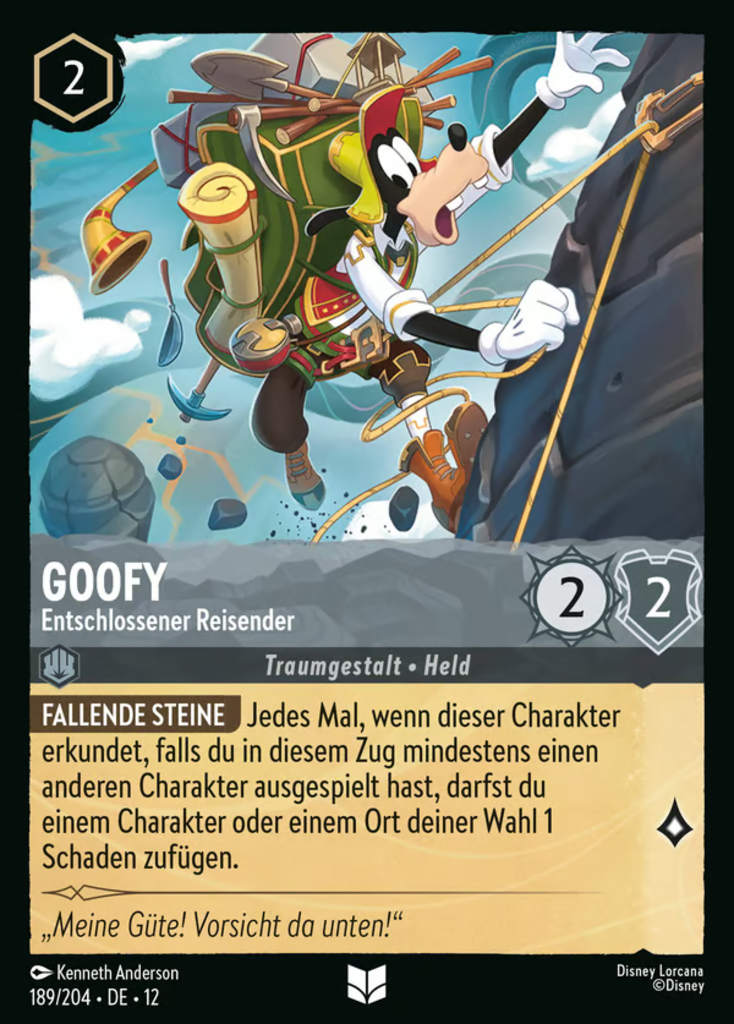 2
GOOFY
Entschlossener Reisender
2 2
Traumgestalt • Held
FALLENDE STEINE Jedes Mal, wenn dieser Charakter
erkundet, falls du in diesem Zug mindestens einen
anderen Charakter ausgespielt hast, darfst du
einem Charakter oder einem Ort deiner Wahl 1
Schaden zufügen.
„Meine Güte! Vorsicht da unten!“
Kenneth Anderson
189/204 • DE • 12
Disney Lorcana
©Disney